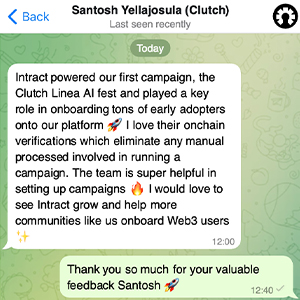 Back
Santosh Yellajosula (Clutch)
Last seen recently
Today
Intract powered our first campaign, the
Clutch Linea AI fest and played a key
role in onboarding tons of early adopters
onto our platform 🚀 I love their onchain
verifications which eliminate any manual
processed involved in running a
campaign. The team is super helpful in
setting up campaigns 🔥 I would love to
see Intract grow and help more
communities like us onboard Web3 users
✨
12:00
Thank you so much for your valuable
feedback Santosh 🚀
12:40